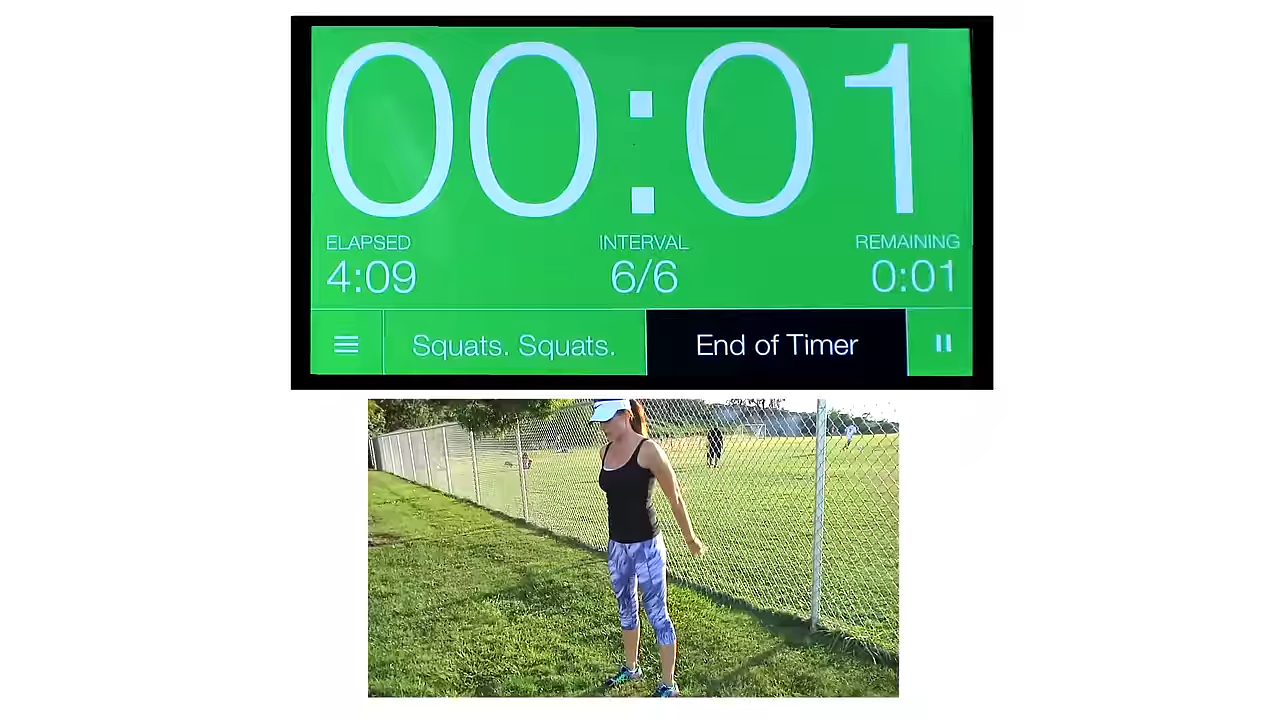 00:01
ELAPSED INTERVAL REMAINING
4:09 6/6 0:01
Squats. Squats. End of Timer